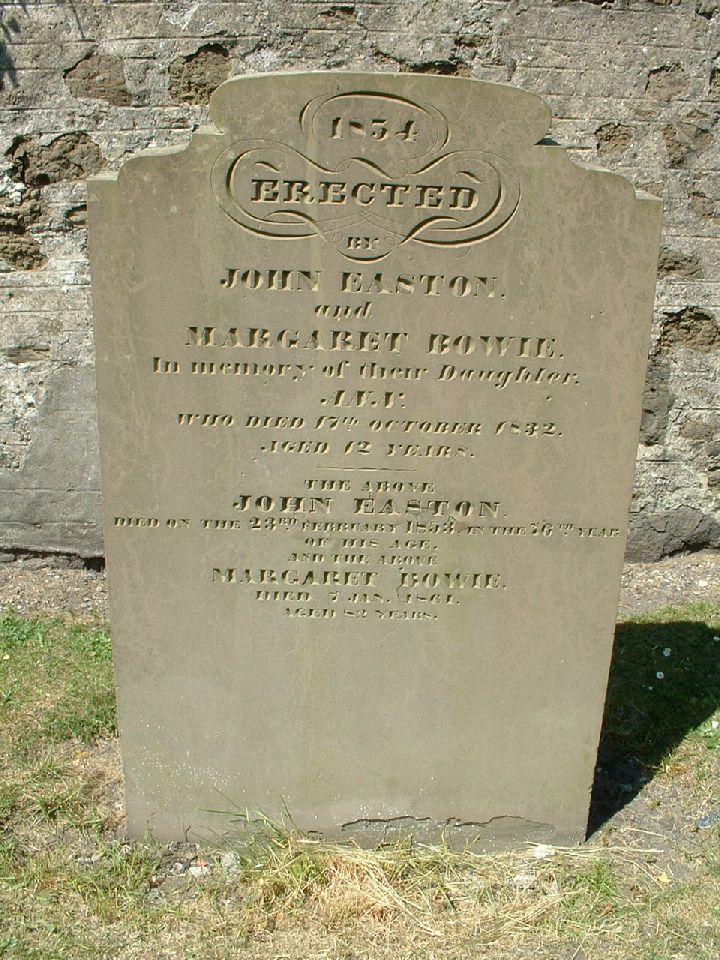 1834
ERECTED
BY
JOHN EASTON.
and
MARGARET BOWIE.
In memory of their Daughter.
ANN.
WHO DIED 17TH OCTOBER 1832.
AGED 12 YEARS.
THE ABOVE
JOHN EASTON.
DIED ON THE 23RD FEBRUARY 1853. IN THE 76TH YEAR
OF HIS AGE.
AND THE ABOVE
MARGARET BOWIE.
DIED 7 JAN. 1861.
AGED 82 YEARS.